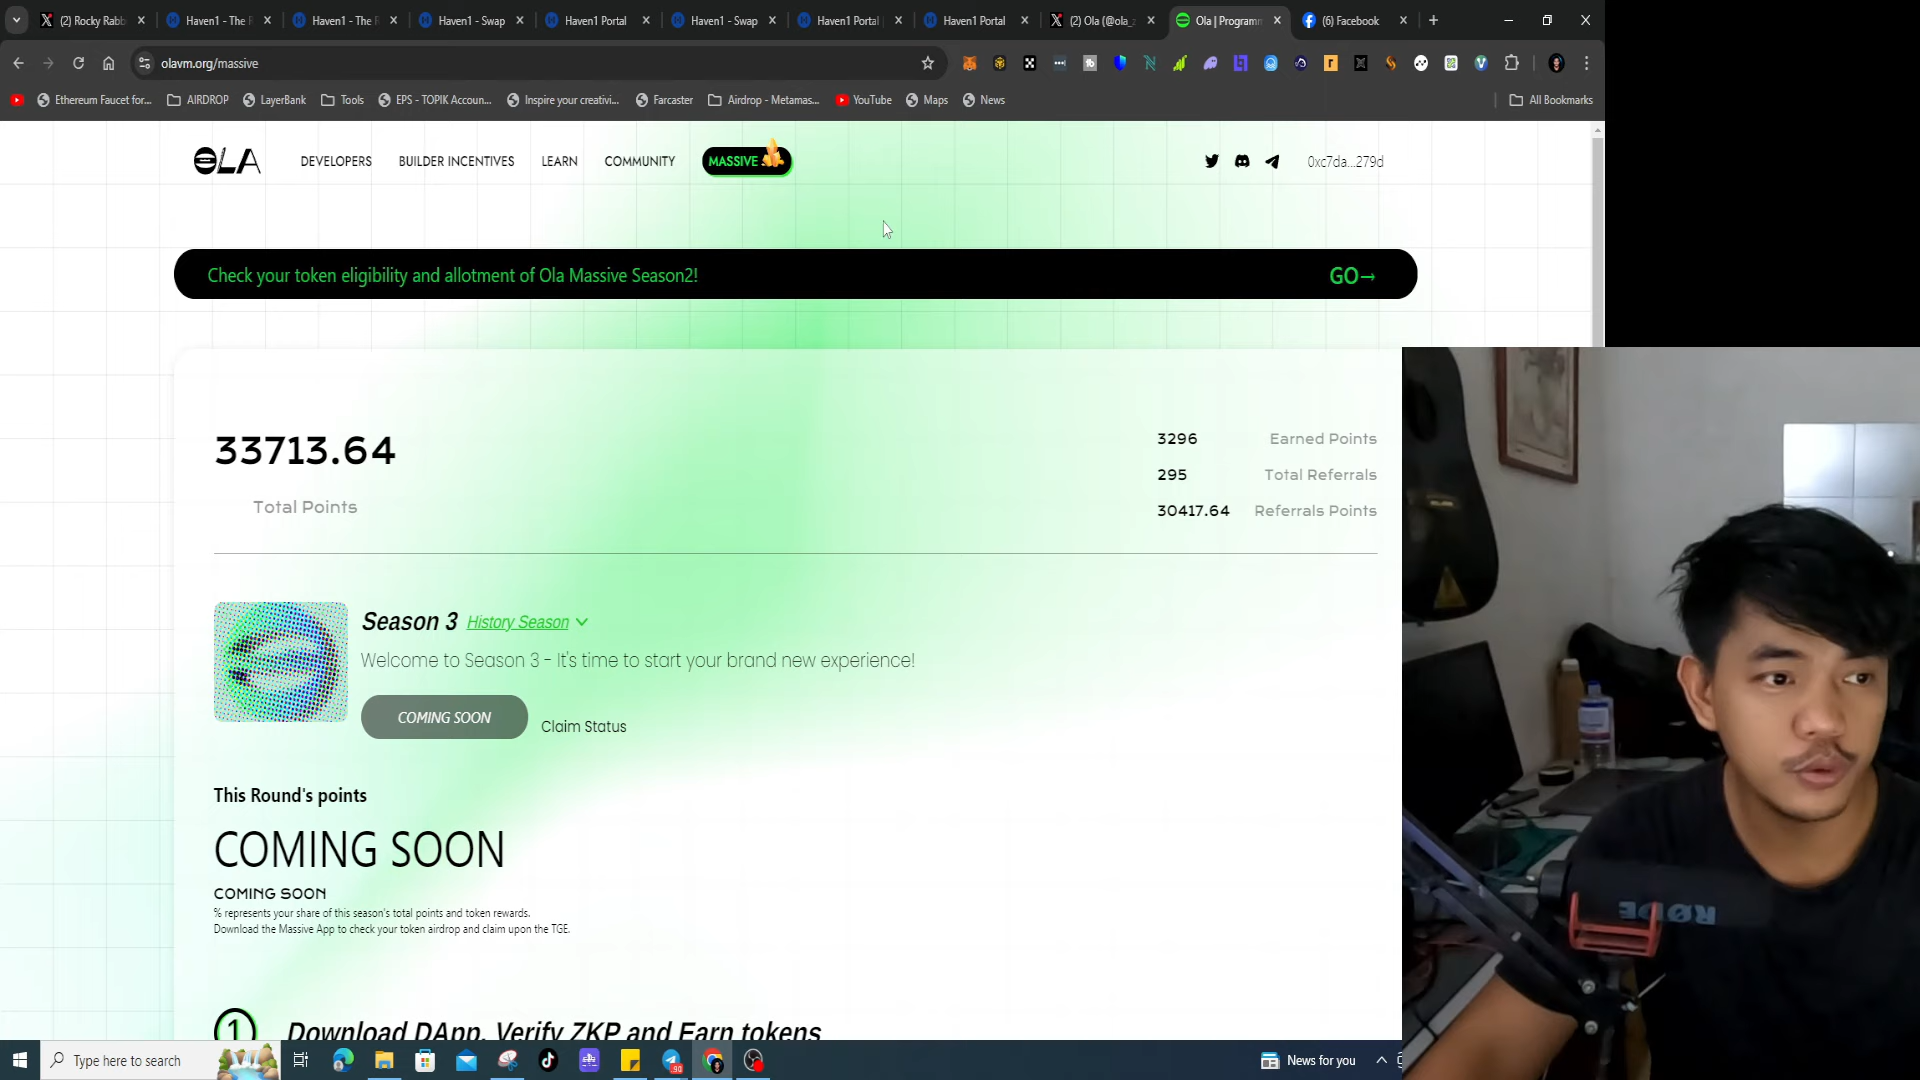 (2) Rocky Rabb
Haven1 - The R
Haven1 - The R
Haven1 - Swap
Haven1 Portal
Haven1 - Swap
Haven1 Portal
Haven1 Portal
(2) Ola (@ola_z
Ola | Programm
(6) Facebook
olavm.org/massive
Ethereum Faucet for...
AIRDROP
LayerBank
Tools
EPS - TOPIK Accoun...
Inspire your creativi...
Farcaster
Airdrop - Metamas...
YouTube
Maps
News
All Bookmarks
OLA
DEVELOPERS
BUILDER INCENTIVES
LEARN
COMMUNITY
MASSIVE
0xc7da...279d
Check your token eligibility and allotment of Ola Massive Season2!
GO→
33713.64
Total Points
3296 Earned Points
295 Total Referrals
30417.64 Referrals Points
Season 3 History Season
Welcome to Season 3 - It's time to start your brand new experience!
COMING SOON
Claim Status
This Round's points
COMING SOON
COMING SOON
% represents your share of this season's total points and token rewards.
Download the Massive App to check your token airdrop and claim upon the TGE.
1 Download DApp, Verify ZKP and Earn tokens
RØDE
Type here to search
90
News for you